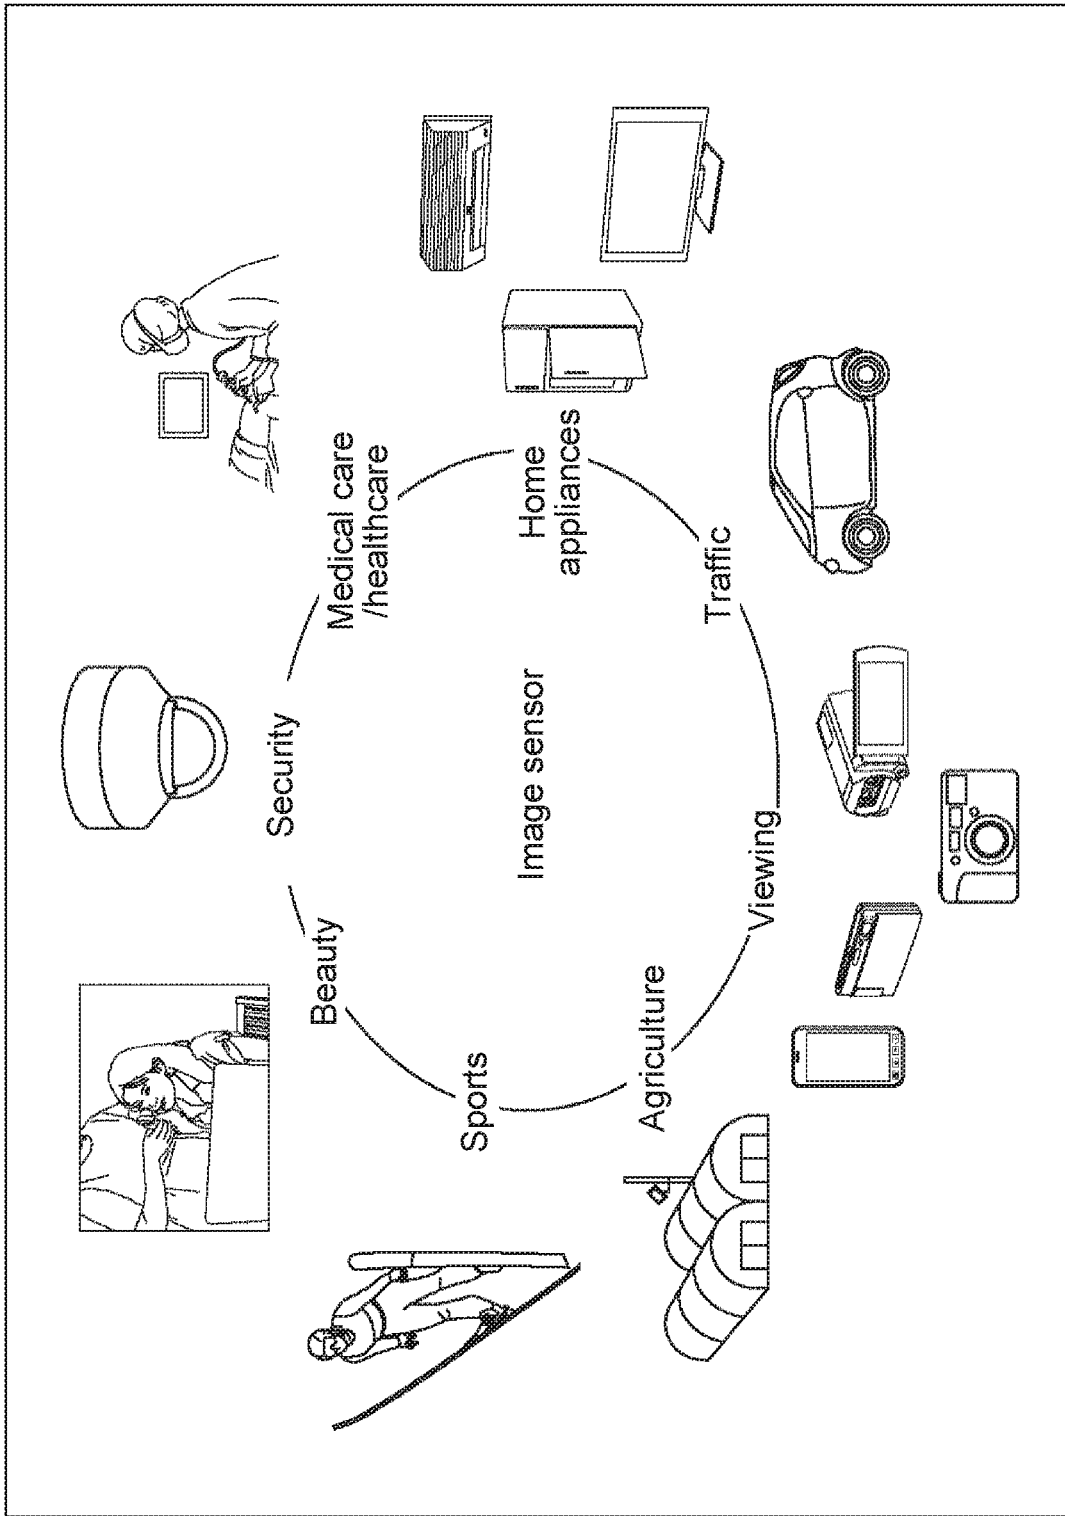 Security
Medical care
/healthcare
Home
appliances
Traffic
Viewing
Agriculture
Sports
Beauty
Image sensor